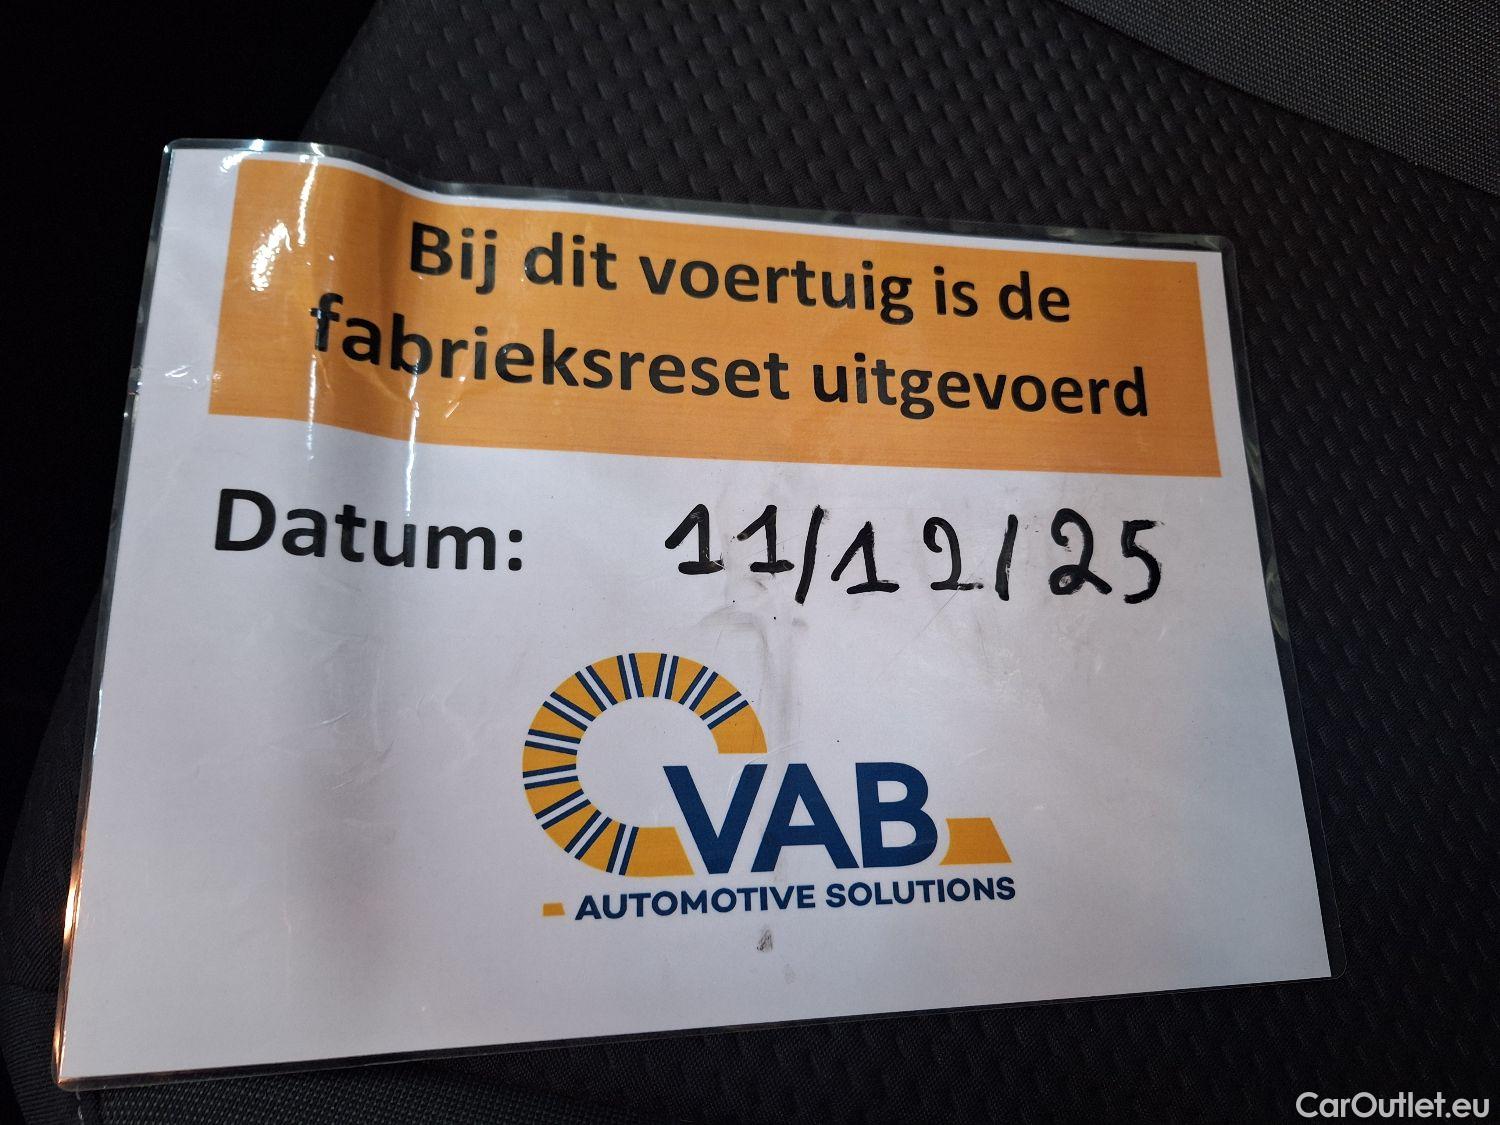 Bij dit voertuig is de
fabrieksreset uitgevoerd
Datum: 11/12/25
VAB
AUTOMOTIVE SOLUTIONS
CarOutlet.eu